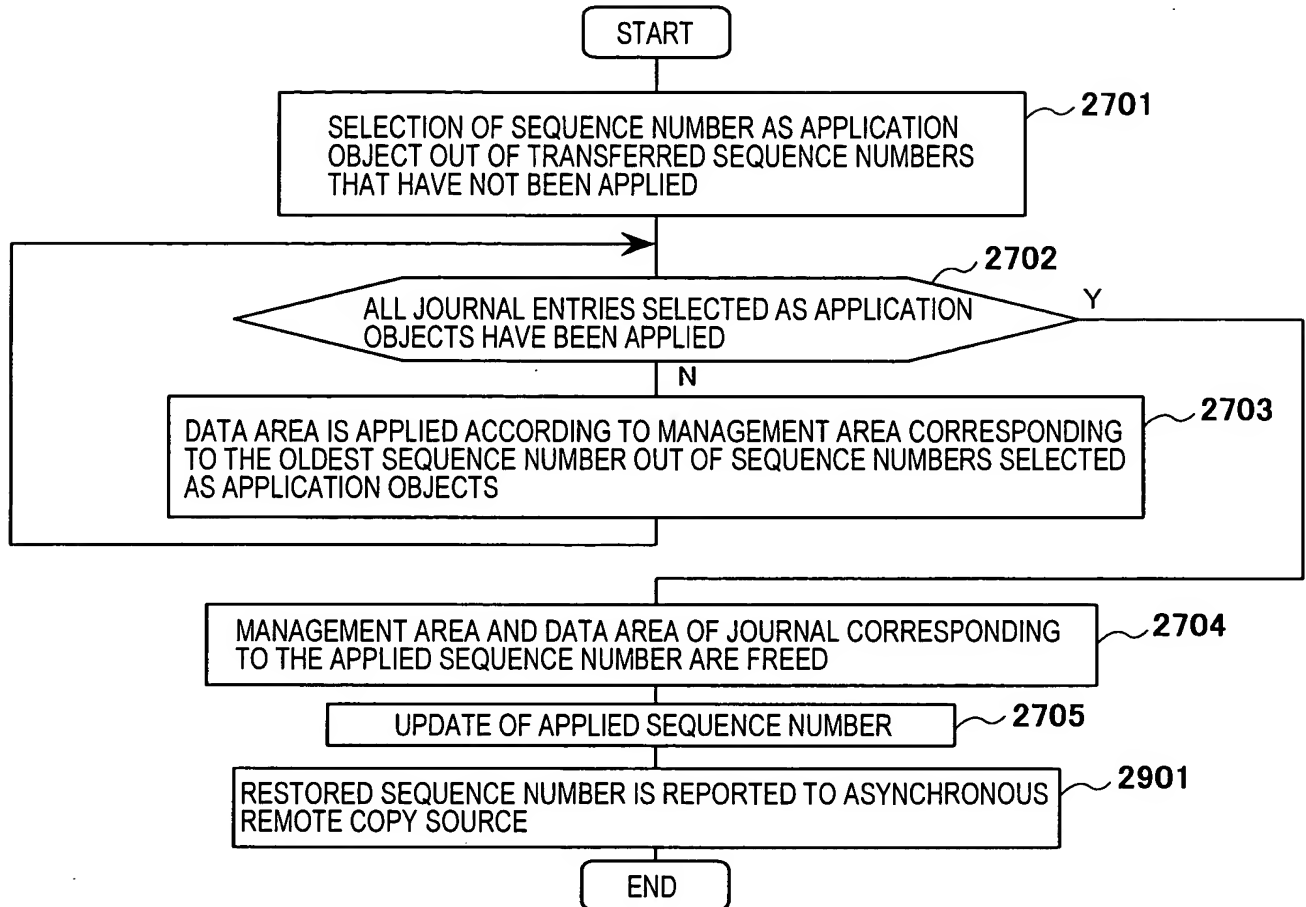 START
2701
SELECTION OF SEQUENCE NUMBER AS APPLICATION
OBJECT OUT OF TRANSFERRED SEQUENCE NUMBERS
THAT HAVE NOT BEEN APPLIED
2702
Y
ALL JOURNAL ENTRIES SELECTED AS APPLICATION
OBJECTS HAVE BEEN APPLIED
N
2703
DATA AREA IS APPLIED ACCORDING TO MANAGEMENT AREA CORRESPONDING
TO THE OLDEST SEQUENCE NUMBER OUT OF SEQUENCE NUMBERS SELECTED
AS APPLICATION OBJECTS.
2704
MANAGEMENT AREA AND DATA AREA OF JOURNAL CORRESPONDING
TO THE APPLIED SEQUENCE NUMBER ARE FREED
UPDATE OF APPLIED SEQUENCE NUMBER
2705
2901
RESTORED SEQUENCE NUMBER IS REPORTED TO ASYNCHRONOUS
REMOTE COPY SOURCE
END